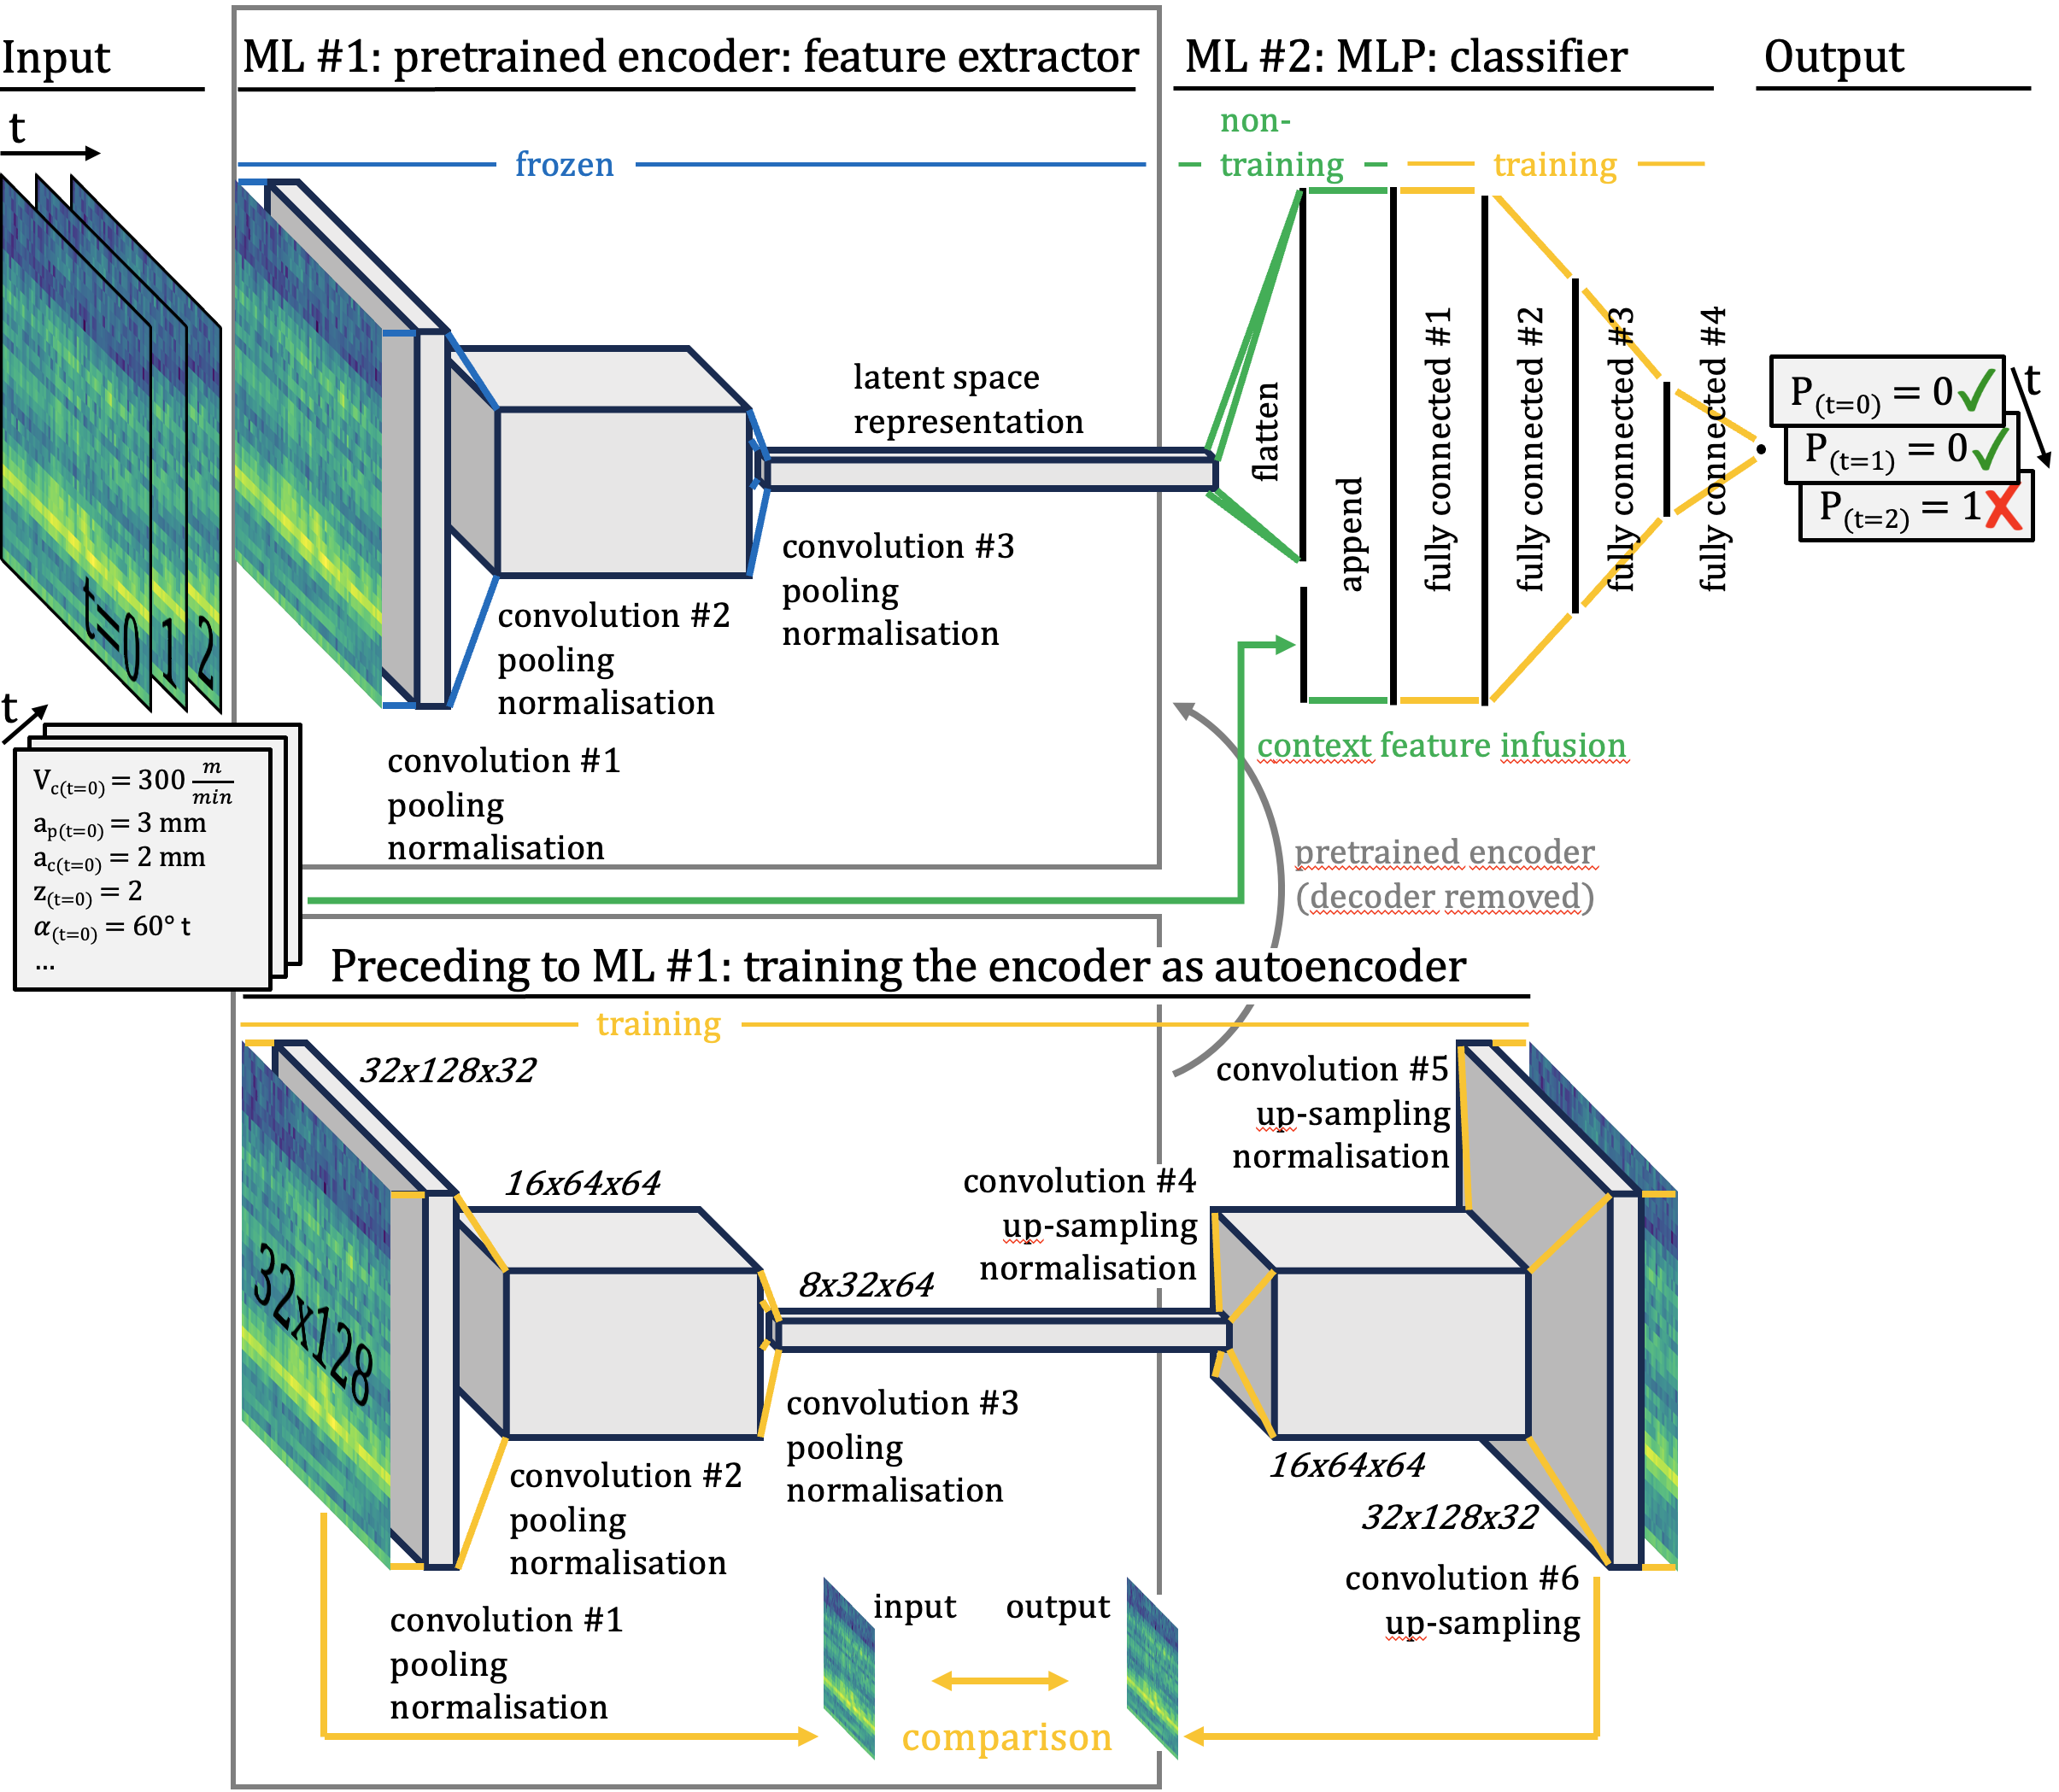 Input
t
t=0
1
2
t
V_c(t=0) = 300 m/min
a_p(t=0) = 3 mm
a_c(t=0) = 2 mm
z_(t=0) = 2
α_(t=0) = 60° t
...
ML #1: pretrained encoder: feature extractor
frozen
latent space
representation
convolution #3
pooling
normalisation
convolution #2
pooling
normalisation
convolution #1
pooling
normalisation
ML #2: MLP: classifier
non-
training
training
flatten
append
fully connected #1
fully connected #2
fully connected #3
fully connected #4
context feature infusion
Output
P_(t=0) = 0✓
P_(t=1) = 0✓
P_(t=2) = 1✗
t
pretrained encoder
(decoder removed)
Preceding to ML #1: training the encoder as autoencoder
training
32x128
32x128x32
16x64x64
8x32x64
convolution #1
pooling
normalisation
convolution #2
pooling
normalisation
convolution #3
pooling
normalisation
convolution #4
up-sampling
normalisation
convolution #5
up-sampling
normalisation
16x64x64
32x128x32
convolution #6
up-sampling
input
output
comparison